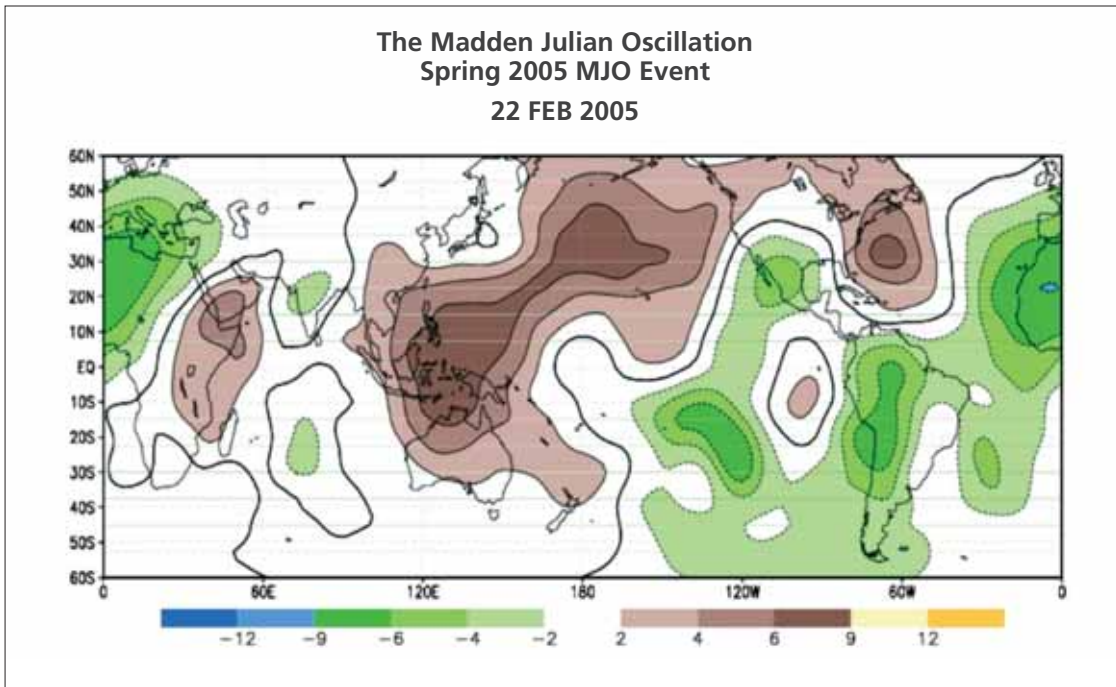 The Madden Julian Oscillation
Spring 2005 MJO Event
22 FEB 2005
60N
50N
40N
30N
20N
10N
EQ
10S
20S
30S
40S
50S
60S
0 60E 120E 180 120W 60W 0
−12 −9 −6 −4 −2 2 4 6 9 12